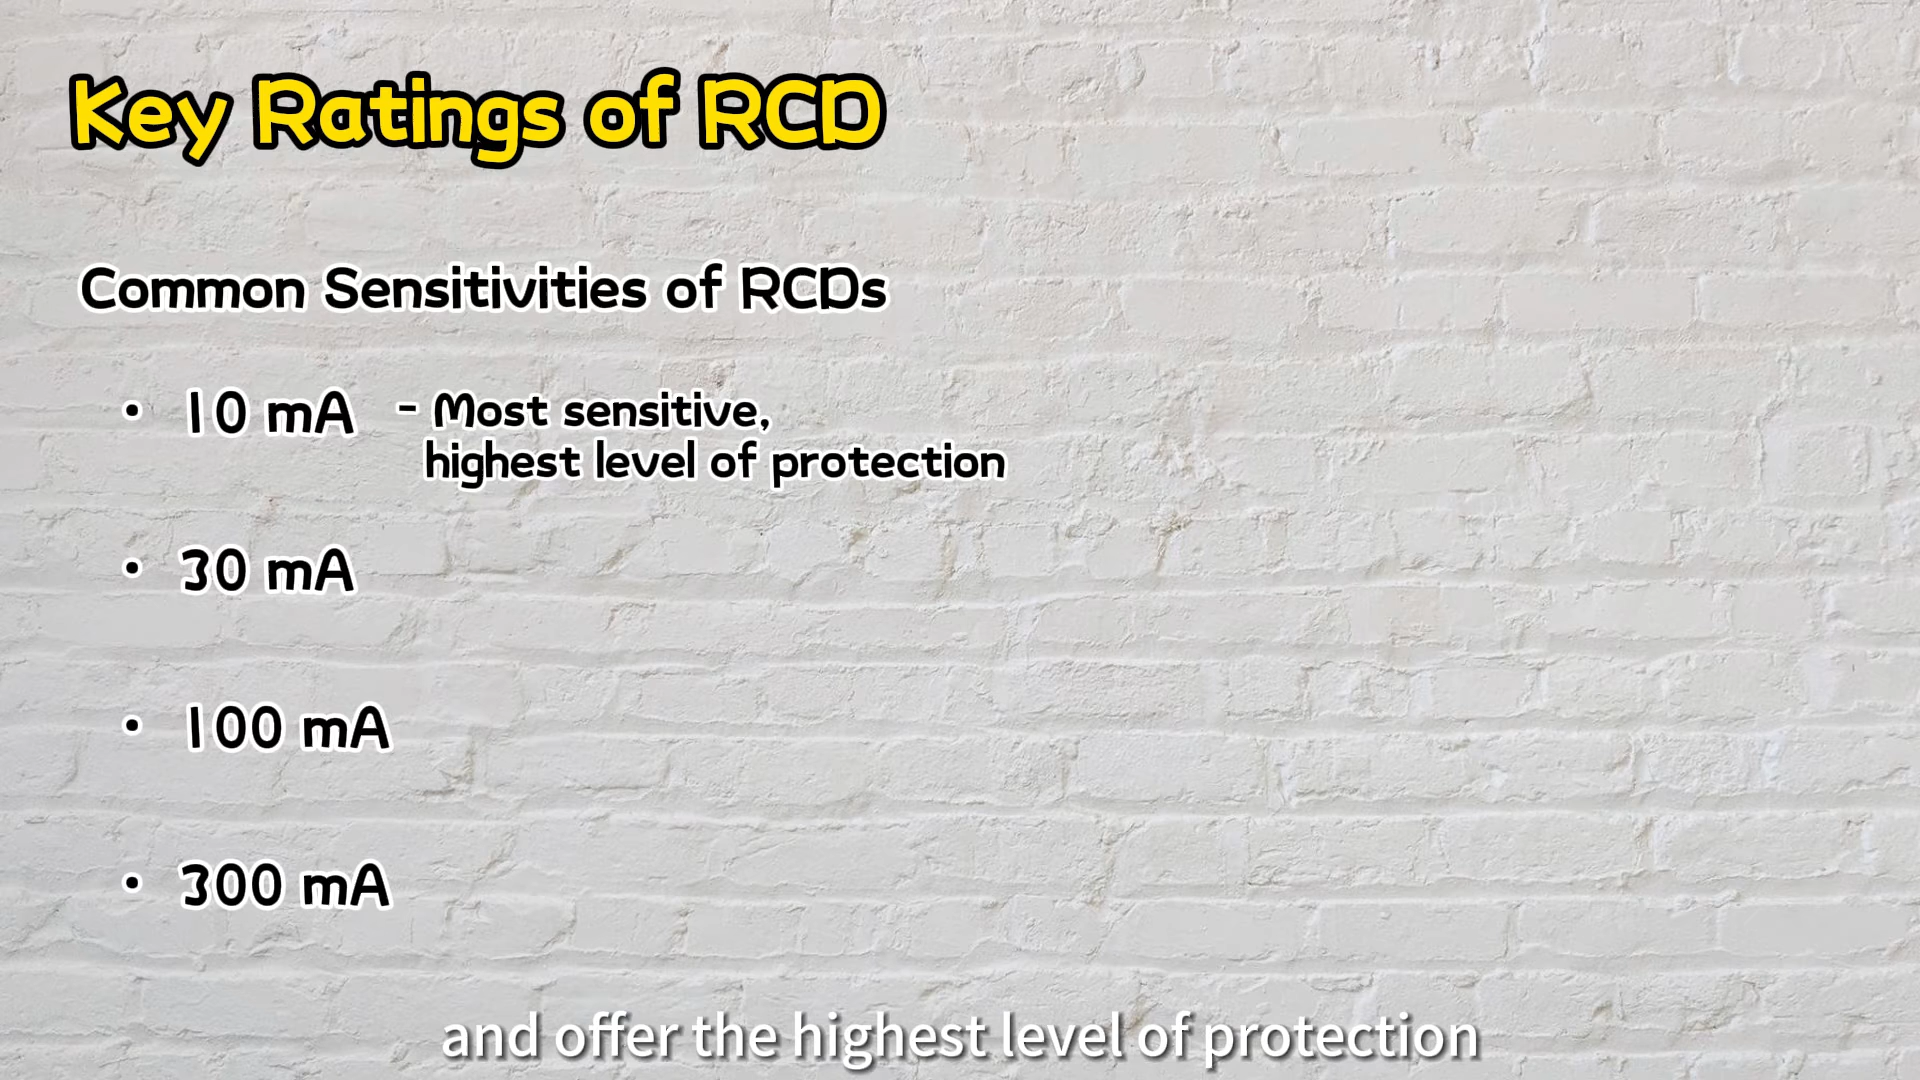 Key Ratings of RCD
Common Sensitivities of RCDs
• 10 mA - Most sensitive,
highest level of protection
• 30 mA
• 100 mA
• 300 mA
and offer the highest level of protection